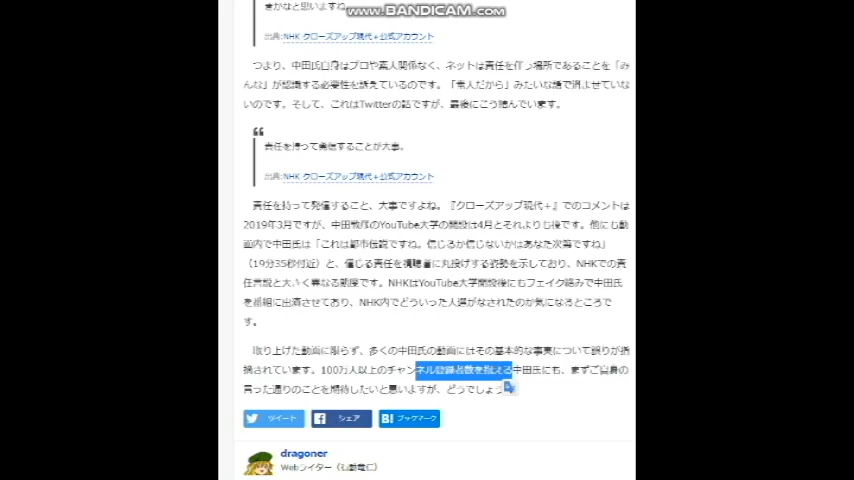 きかなと思いますね。
www.BANDICAM.com
出典:NHK クローズアップ現代+公式アカウント
つまり、中田氏自身はプロや素人関係なく、ネットは責任を伴う場所であることを「み
んな」が認識する必要性を訴えているのです。「素人だから」みたいな話で済ませていな
いのです。そして、これはTwitterの話ですが、最後にこう結んでいます。
責任を持って発信することが大事。
出典:NHK クローズアップ現代+公式アカウント
責任を持って発信すること、大事ですよね。『クローズアップ現代+』でのコメントは
2019年3月ですが、中田敦彦のYouTube大学の開設は4月とそれよりも後です。他にも動
画内で中田氏は「これは都市伝説ですね。信じるか信じないかはあなた次第ですね」
(19分35秒付近)と、信じる責任を視聴者に丸投げする姿勢を示しており、NHKでの責
任言説と大きく異なる態度です。NHKはYouTube大学開設後にもフェイク絡みで中田氏
を番組に出演させており、NHK内でどういった人選がなされたのか気になるところで
す。
取り上げた動画に限らず、多くの中田氏の動画にはその基本的な事実について誤りが指
摘されています。100万人以上のチャンネル登録者数を抱える中田氏にも、まずご自身の
言った通りのことを期待したいと思いますが、どうでしょう
ツイート シェア B! ブックマーク
dragoner
Webライター(石動竜仁)